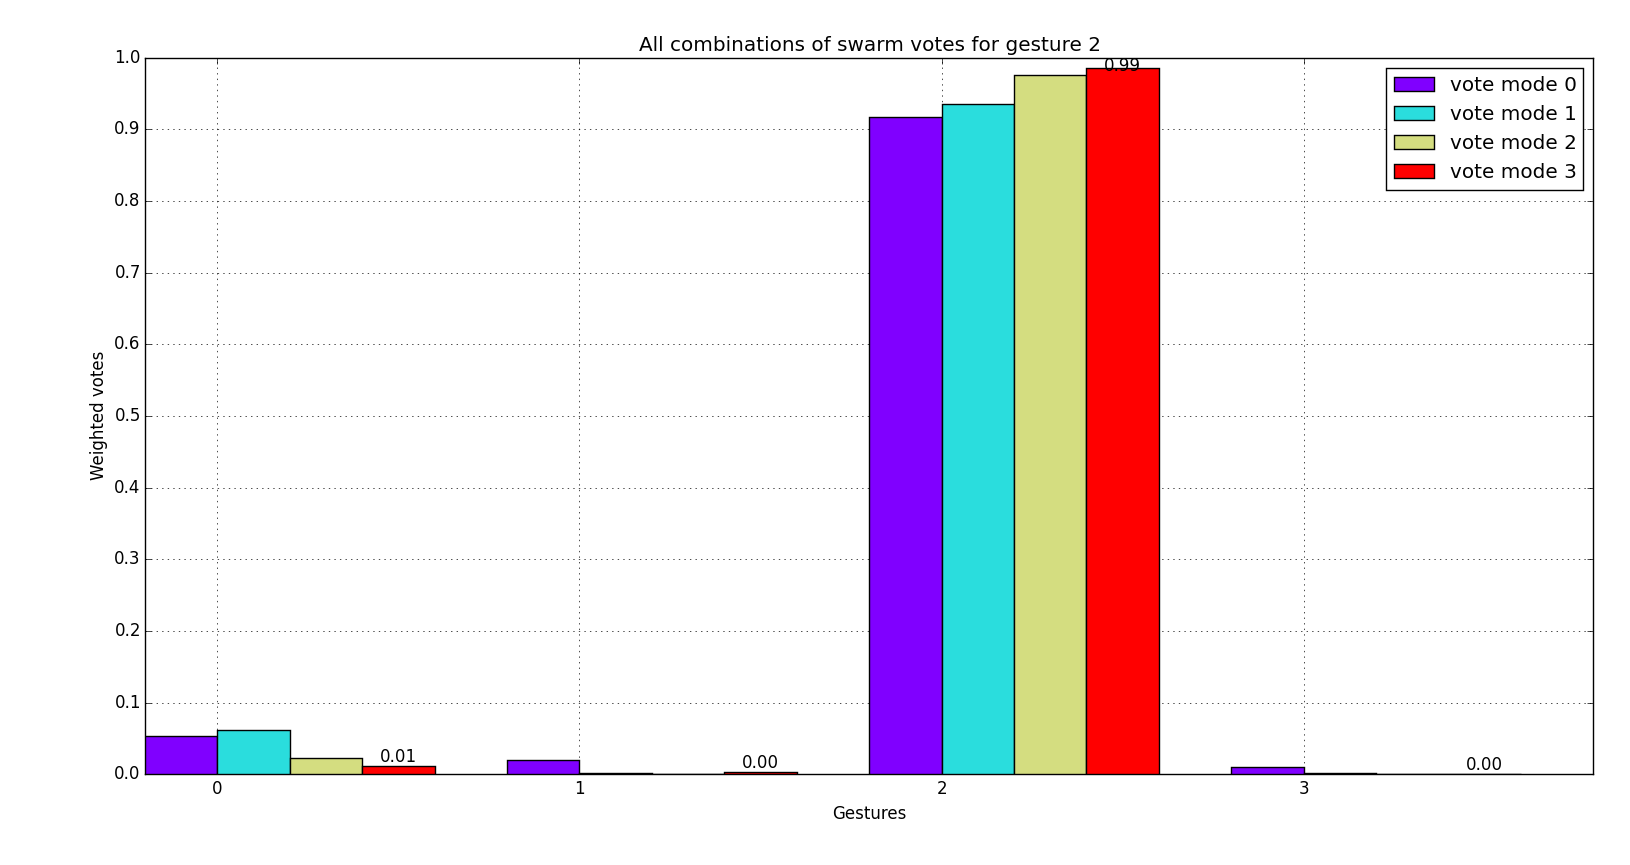 All combinations of swarm votes for gesture 2
1.0
0.9
0.8
0.7
0.6
0.5
0.4
0.3
0.2
0.1
0.0
Weighted votes
0.99
vote mode 0
vote mode 1
vote mode 2
vote mode 3
0.01
0.00
0.00
0 1 2 3
Gestures